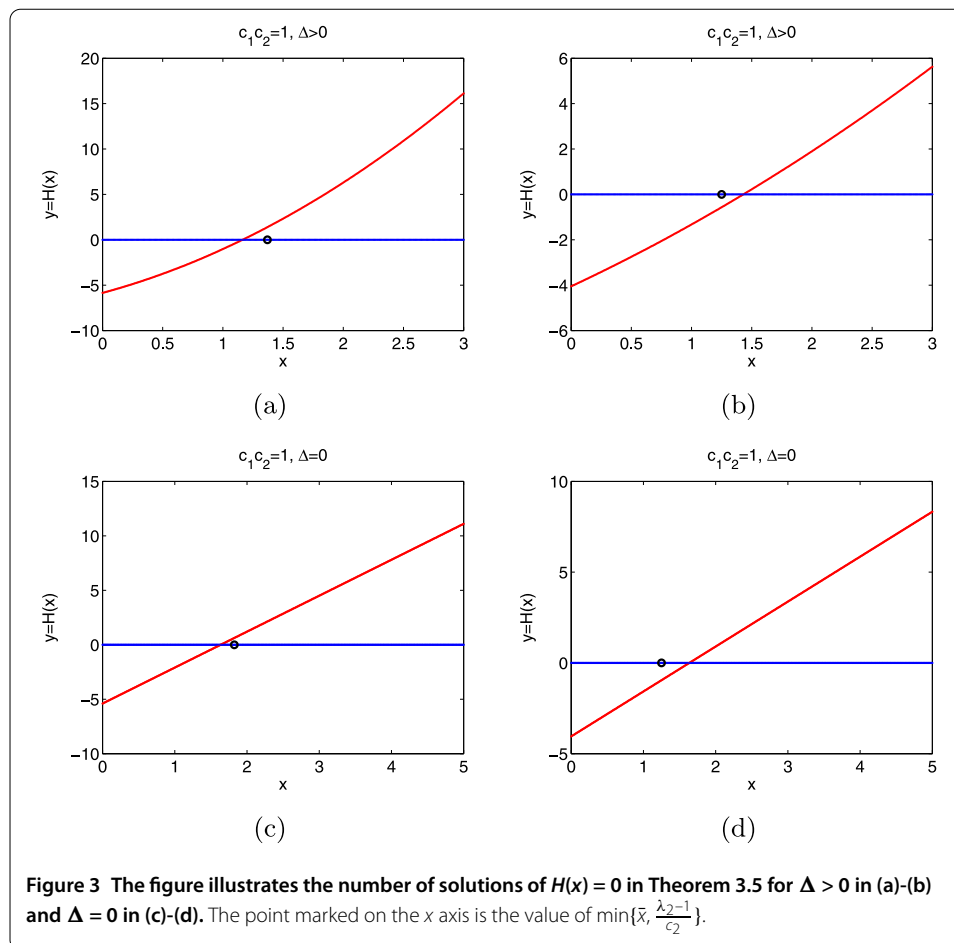 c₁c₂=1, Δ>0
20
15
10
5
0
−5
−10
y=H(x)
0 0.5 1 1.5 2 2.5 3
x
(a)
c₁c₂=1, Δ>0
6
4
2
0
−2
−4
−6
y=H(x)
0 0.5 1 1.5 2 2.5 3
x
(b)
c₁c₂=1, Δ=0
15
10
5
0
−5
−10
y=H(x)
0 1 2 3 4 5
x
(c)
c₁c₂=1, Δ=0
10
5
0
−5
y=H(x)
0 1 2 3 4 5
x
(d)
Figure 3 The figure illustrates the number of solutions of H(x) = 0 in Theorem 3.5 for Δ > 0 in (a)-(b)
and Δ = 0 in (c)-(d). The point marked on the x axis is the value of min{x̄, λ₂₋₁/c₂}.